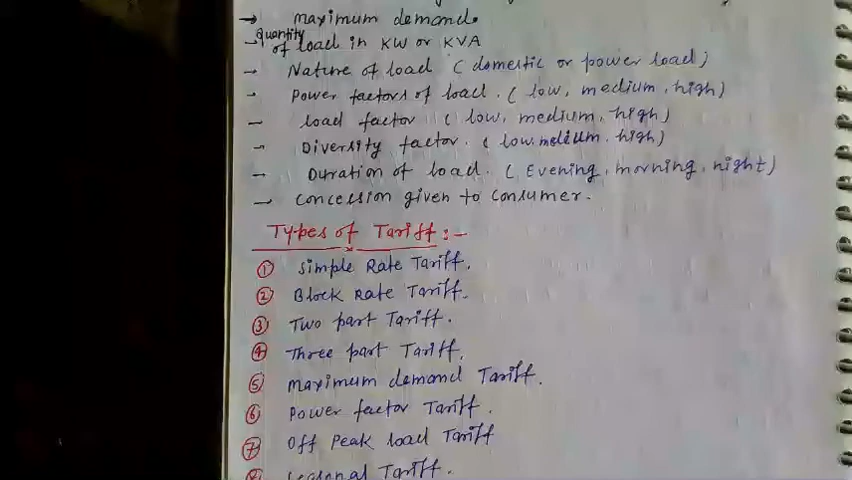 → maximum demand.
→ quantity of load in KW or KVA
→ Nature of load (domestic or power load)
- Power factors of load. (low, medium, high)
- load factor (low, medium, high)
- Diversity factor. (low. medium. high)
- Duration of load. (Evening, morning, night)
→ concession given to consumer.
Types of Tariff :-
① Simple Rate Tariff.
② Block Rate Tariff.
③ Two part Tariff.
④ Three part Tariff.
⑤ maximum demand Tariff.
⑥ Power factor Tariff.
⑦ Off Peak load Tariff
⑧ Seasonal Tariff.